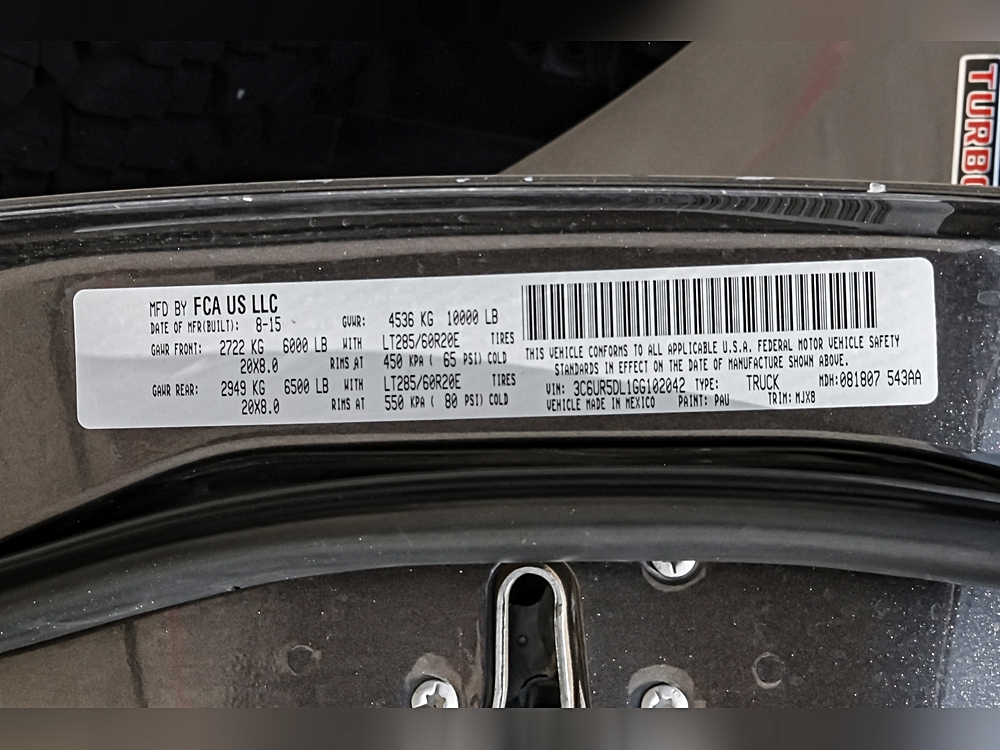 TURBO
MFD BY FCA US LLC
DATE OF MFR(BUILT): 8-15 GVWR: 4536 KG 10000 LB
GAWR FRONT: 2722 KG 6000 LB WITH LT285/60R20E TIRES
20X8.0 RIMS AT 450 KPA ( 65 PSI) COLD
GAWR REAR: 2949 KG 6500 LB WITH LT285/60R20E TIRES
20X8.0 RIMS AT 550 KPA ( 80 PSI) COLD
THIS VEHICLE CONFORMS TO ALL APPLICABLE U.S.A. FEDERAL MOTOR VEHICLE SAFETY
STANDARDS IN EFFECT ON THE DATE OF MANUFACTURE SHOWN ABOVE.
VIN: 3C6UR5DL1GG102042 TYPE: TRUCK MDH:081807 543AA
VEHICLE MADE IN MEXICO PAINT: PAU TRIM: MJX8